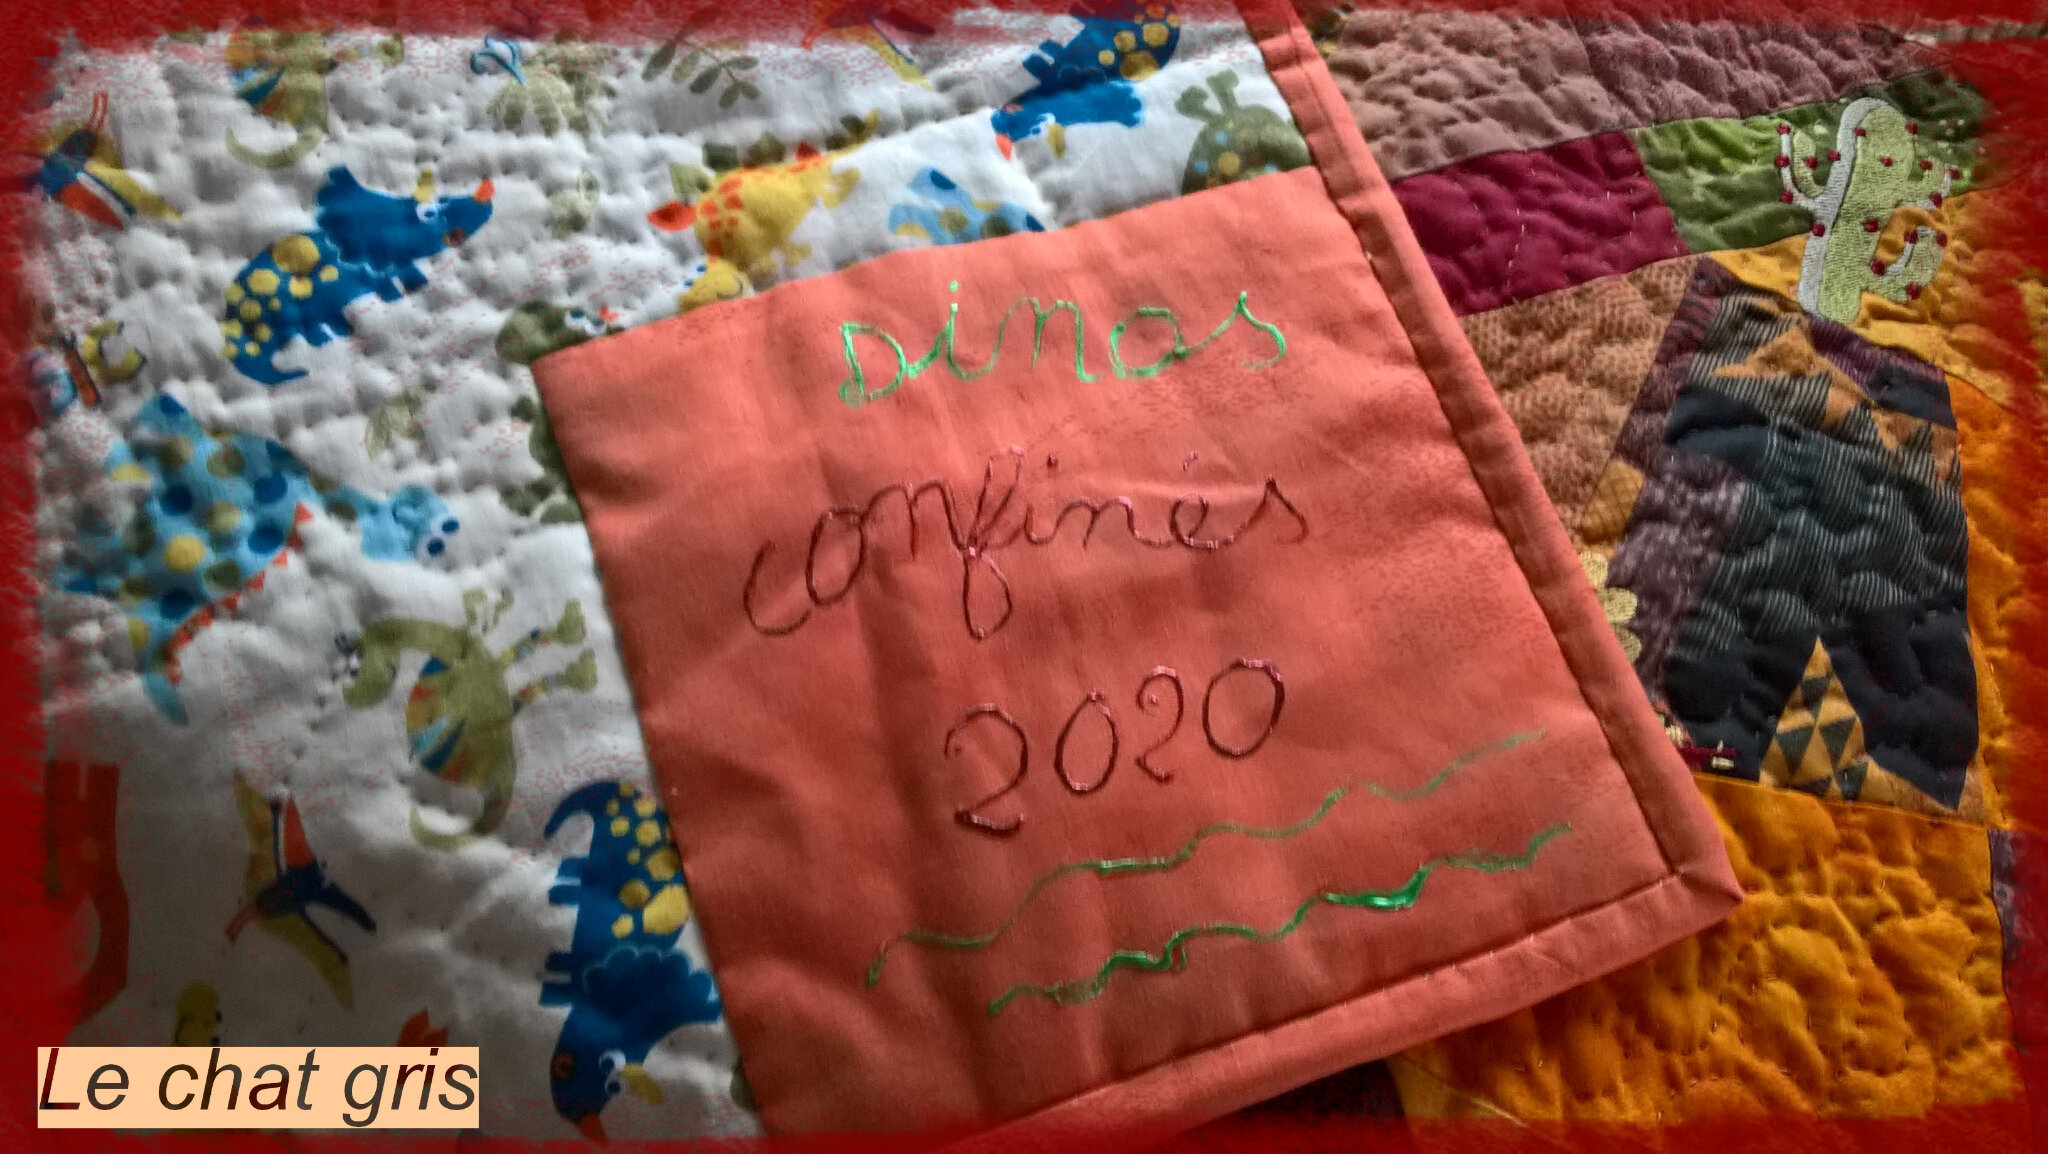 Dinos
confinés
2020
Le chat gris